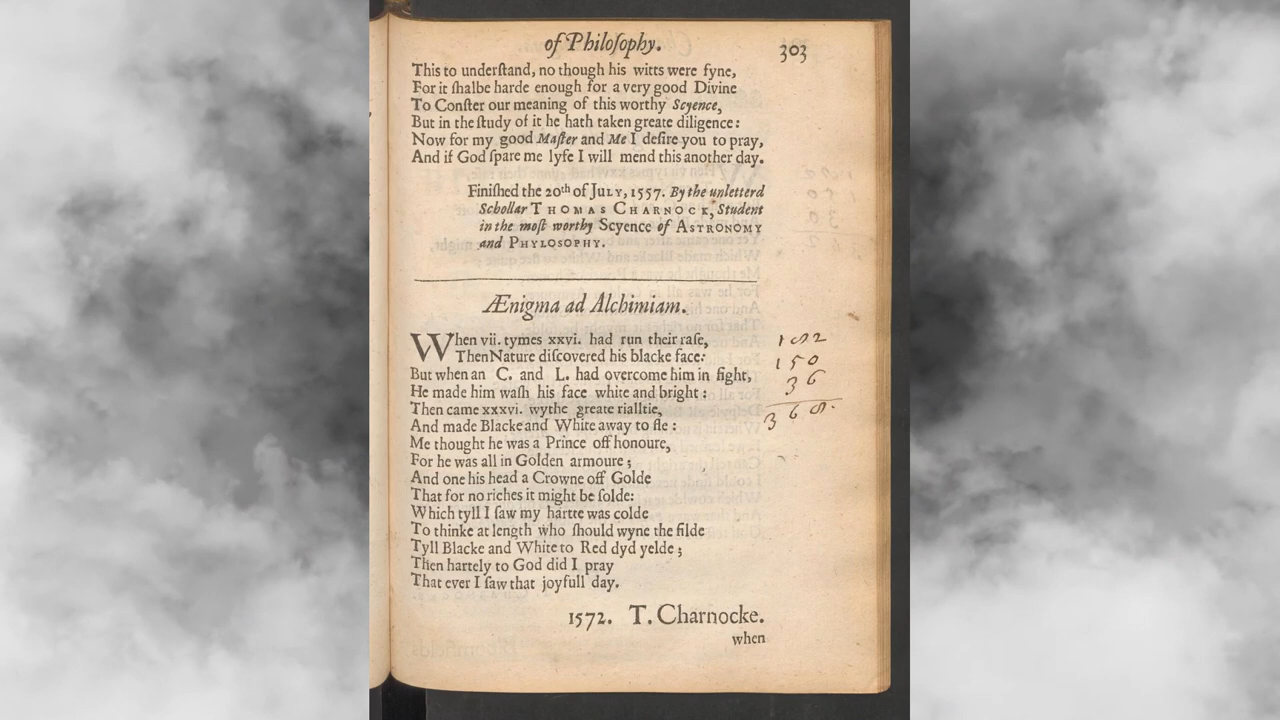 of Philoſophy.
303
This to underſtand, no though his witts were fyne,
For it ſhalbe harde enough for a very good Divine
To Conſter our meaning of this worthy Scyence,
But in the ſtudy of it he hath taken greate diligence:
Now for my good Maſter and Me I deſire you to pray,
And if God ſpare me lyfe I will mend this another day.
Finiſhed the 20th of July, 1557. By the unletterd
Schollar Thomas Charnock, Student
in the moſt worthy Scyence of Astronomy
and Phylosophy.
Ænigma ad Alchimiam.
When vii. tymes xxvi. had run their raſe,
Then Nature diſcovered his blacke face:
But when an C. and L. had overcome him in fight,
He made him waſh his face white and bright:
Then came xxxvi. wythe greate rialltie,
And made Blacke and White away to fle:
Me thought he was a Prince off honoure,
For he was all in Golden armoure;
And one his head a Crowne off Golde
That for no riches it might be ſolde:
Which tyll I ſaw my hartte was colde
To thinke at length who ſhould wyne the filde
Tyll Blacke and White to Red dyd yelde;
Then hartely to God did I pray
That ever I ſaw that joyfull day.
1572. T. Charnocke.
when
182
150
36
368.